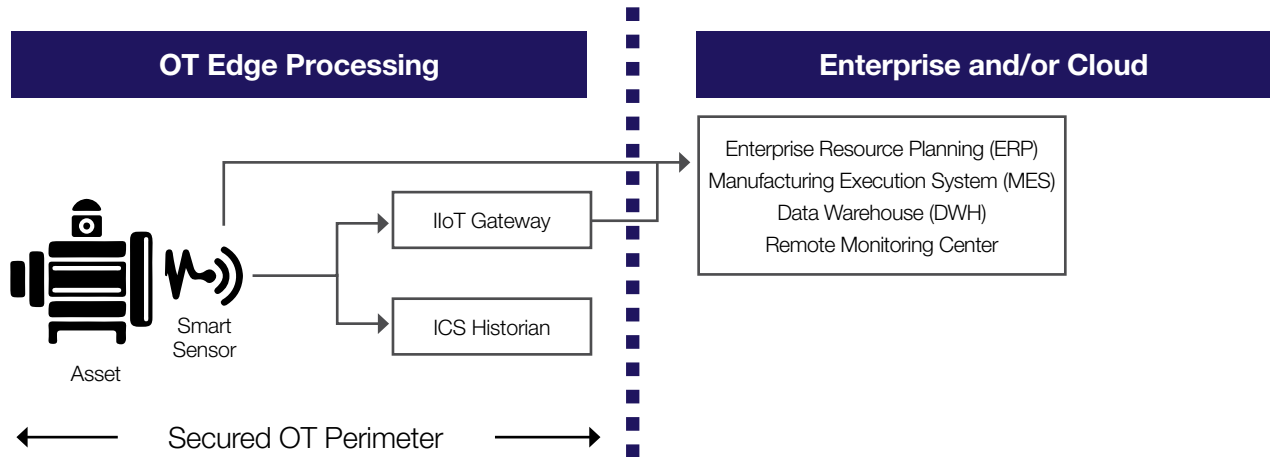 OT Edge Processing
Enterprise and/or Cloud
Enterprise Resource Planning (ERP)
Manufacturing Execution System (MES)
Data Warehouse (DWH)
Remote Monitoring Center
IIoT Gateway
ICS Historian
Smart
Sensor
Asset
Secured OT Perimeter